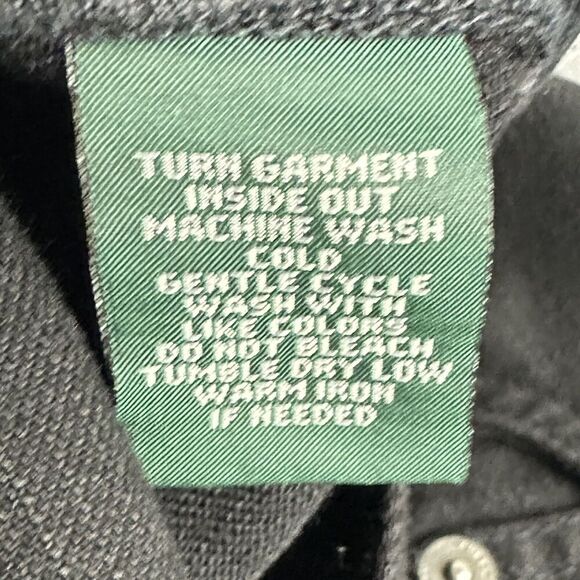 TURN GARMENT
INSIDE OUT
MACHINE WASH
COLD
GENTLE CYCLE
WASH WITH
LIKE COLORS
DO NOT BLEACH
TUMBLE DRY LOW
WARM IRON
IF NEEDED